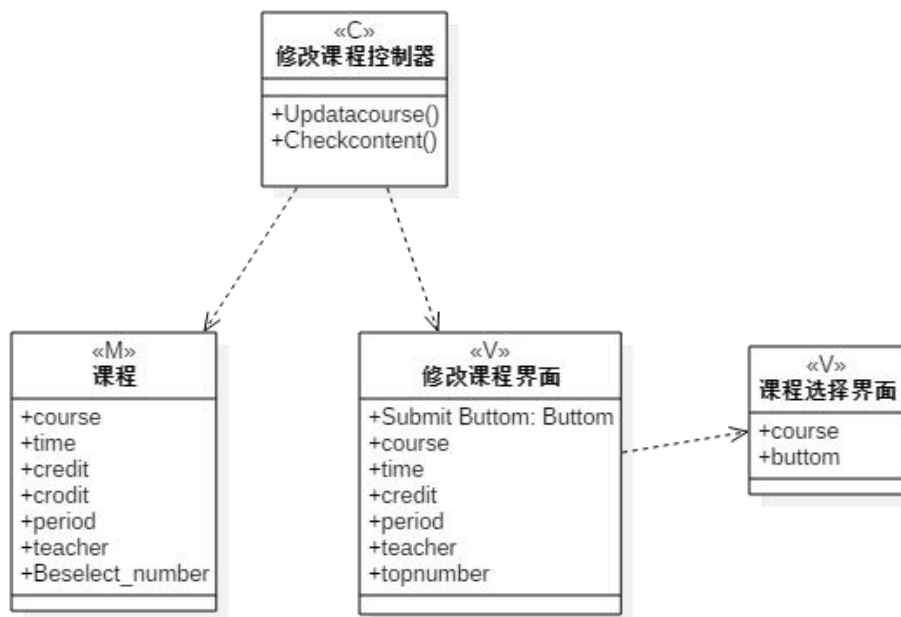 «C»
修改课程控制器
+Updatacourse()
+Checkcontent()
«M»
课程
+course
+time
+credit
+crodit
+period
+teacher
+Beselect_number
«V»
修改课程界面
+Submit Buttom: Buttom
+course
+time
+credit
+period
+teacher
+topnumber
«V»
课程选择界面
+course
+buttom